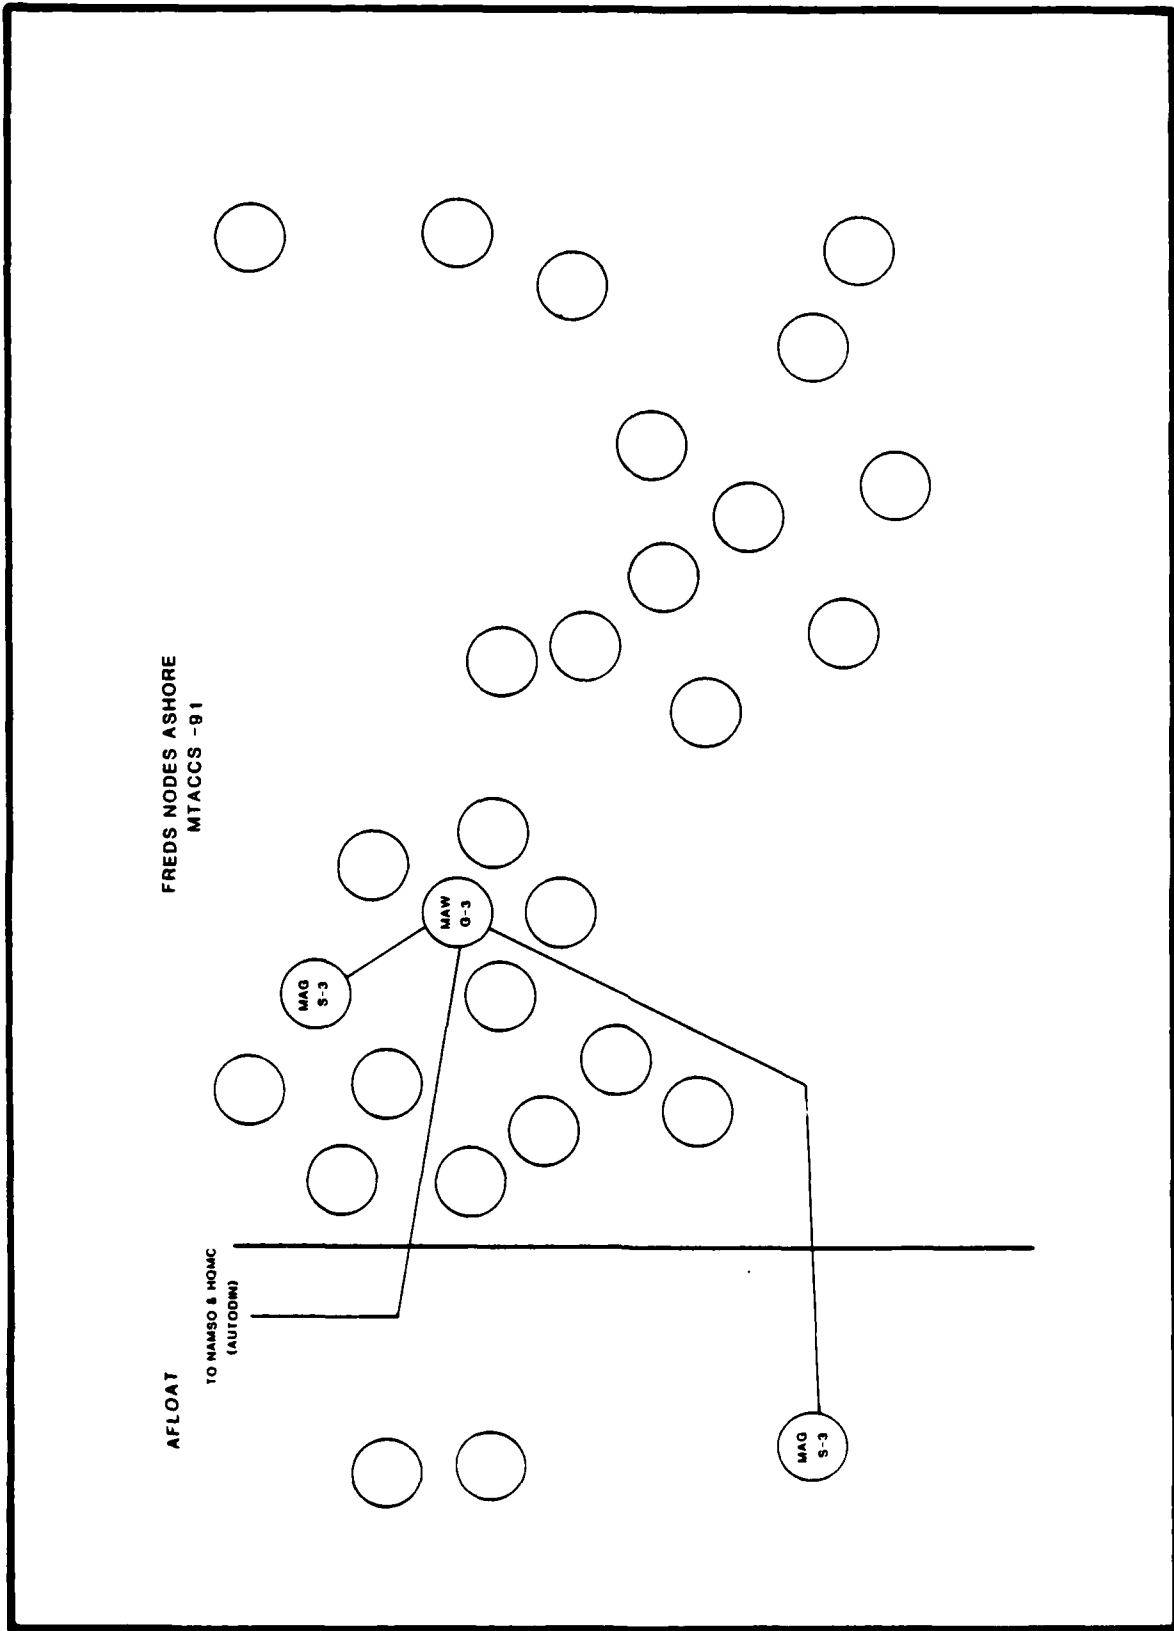 FREDS NODES ASHORE
MTACCS -91
AFLOAT
TO NAMSO & HQMC
(AUTODIN)
MAG
S-3
MAW
G-3
MAG
S-3